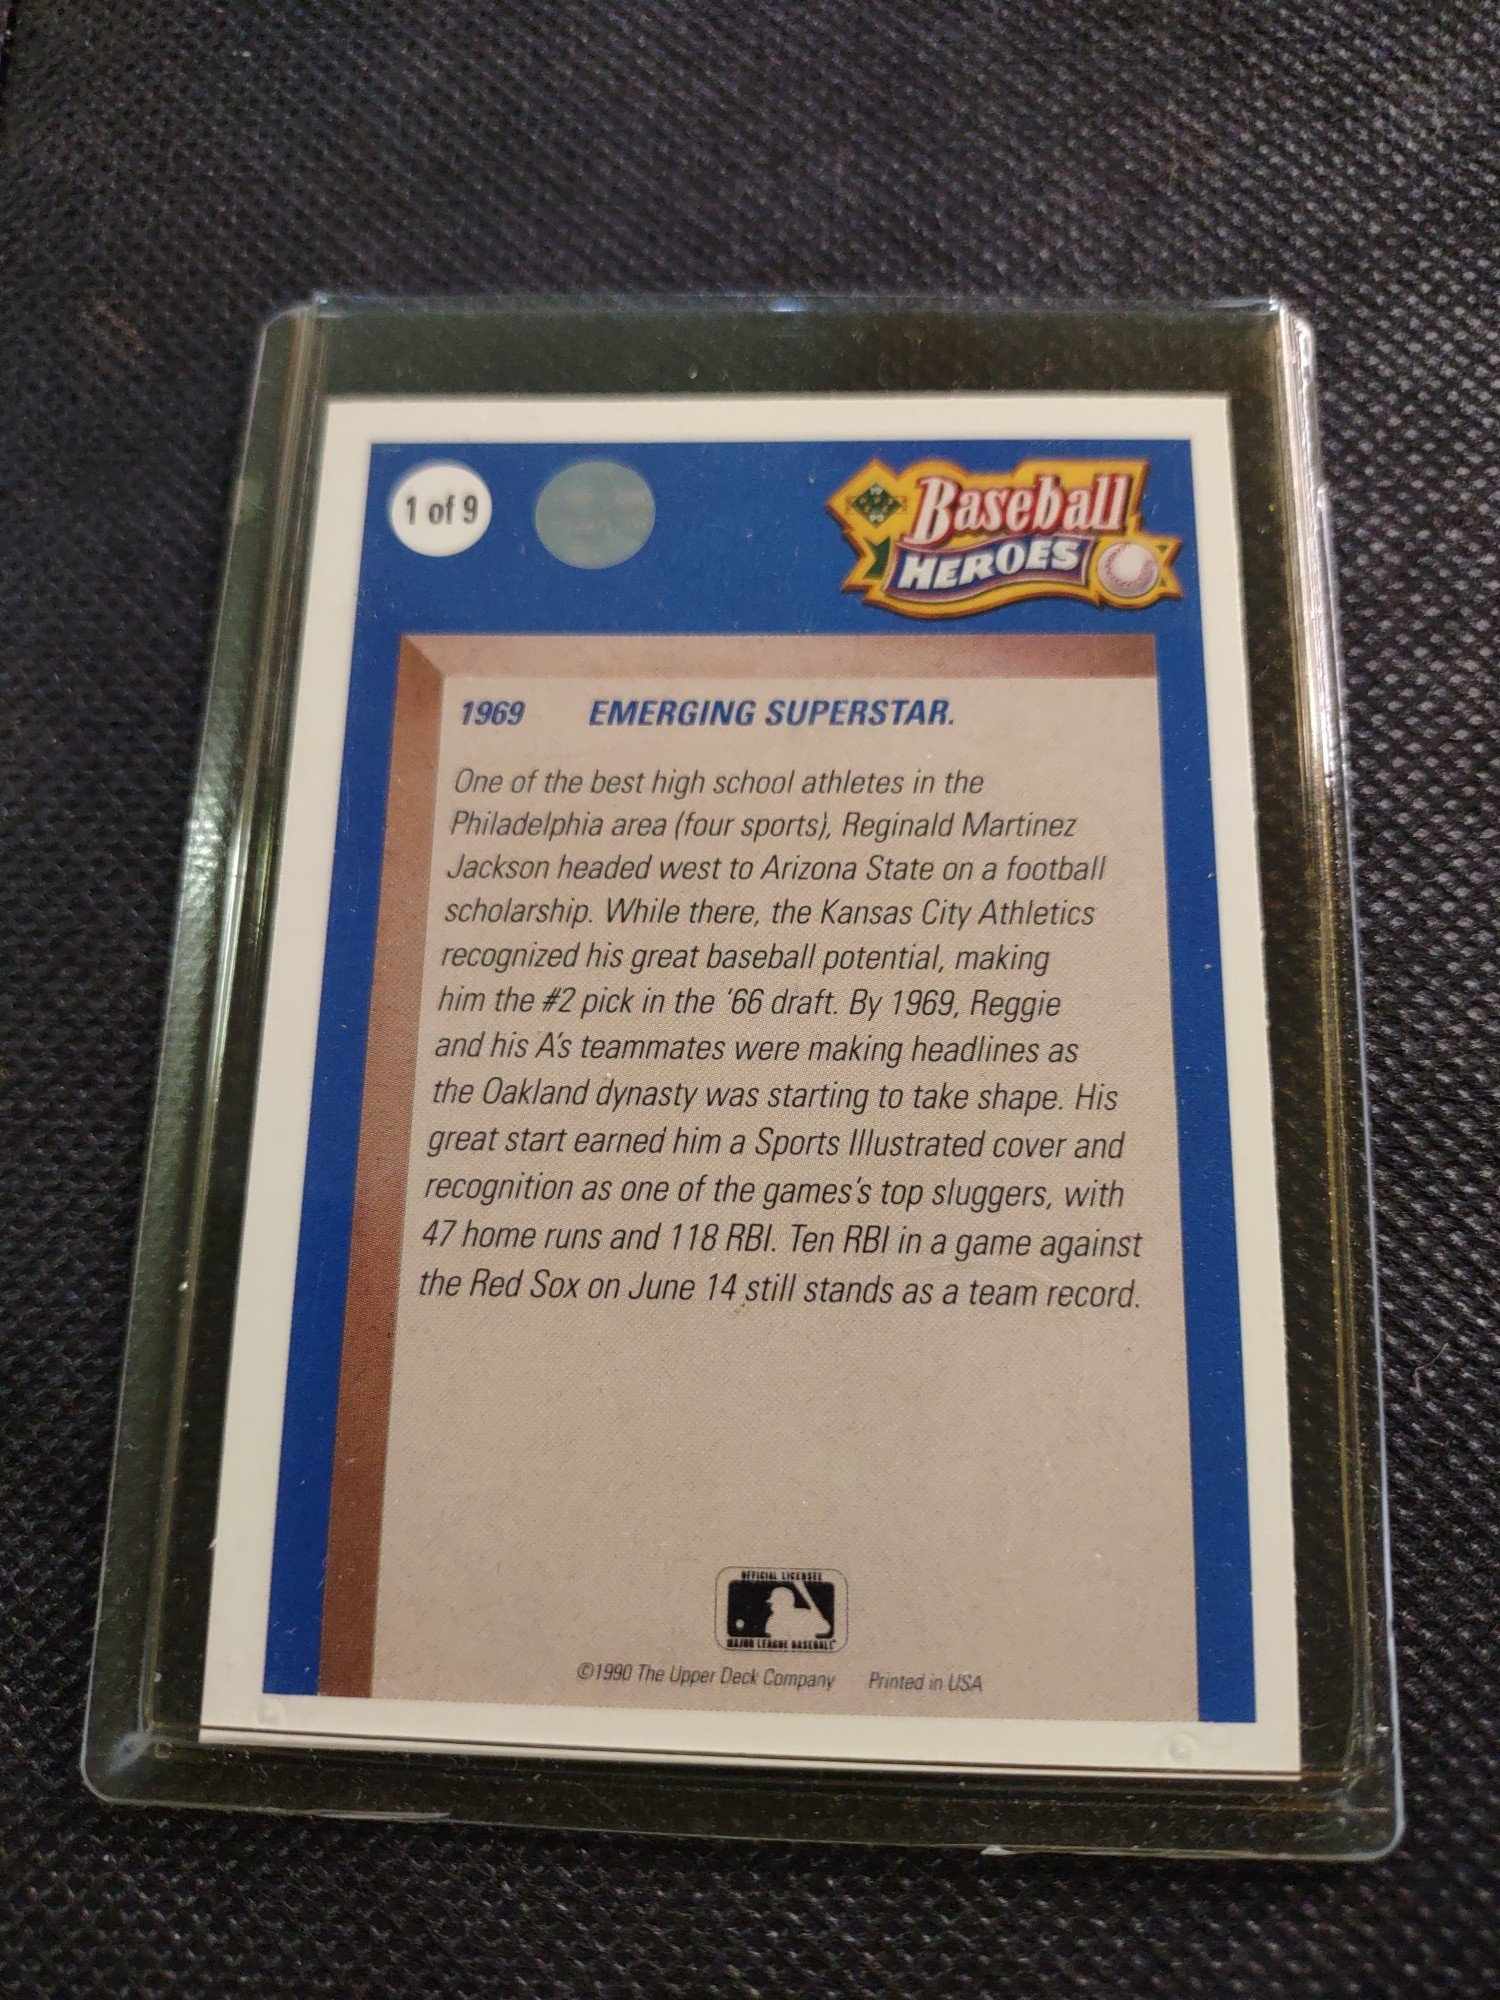 1 of 9
Baseball
HEROES
1969 EMERGING SUPERSTAR.
One of the best high school athletes in the
Philadelphia area (four sports), Reginald Martinez
Jackson headed west to Arizona State on a football
scholarship. While there, the Kansas City Athletics
recognized his great baseball potential, making
him the #2 pick in the '66 draft. By 1969, Reggie
and his A's teammates were making headlines as
the Oakland dynasty was starting to take shape. His
great start earned him a Sports Illustrated cover and
recognition as one of the games's top sluggers, with
47 home runs and 118 RBI. Ten RBI in a game against
the Red Sox on June 14 still stands as a team record.
OFFICIAL LICENSEE
MAJOR LEAGUE BASEBALL
©1990 The Upper Deck Company Printed in USA